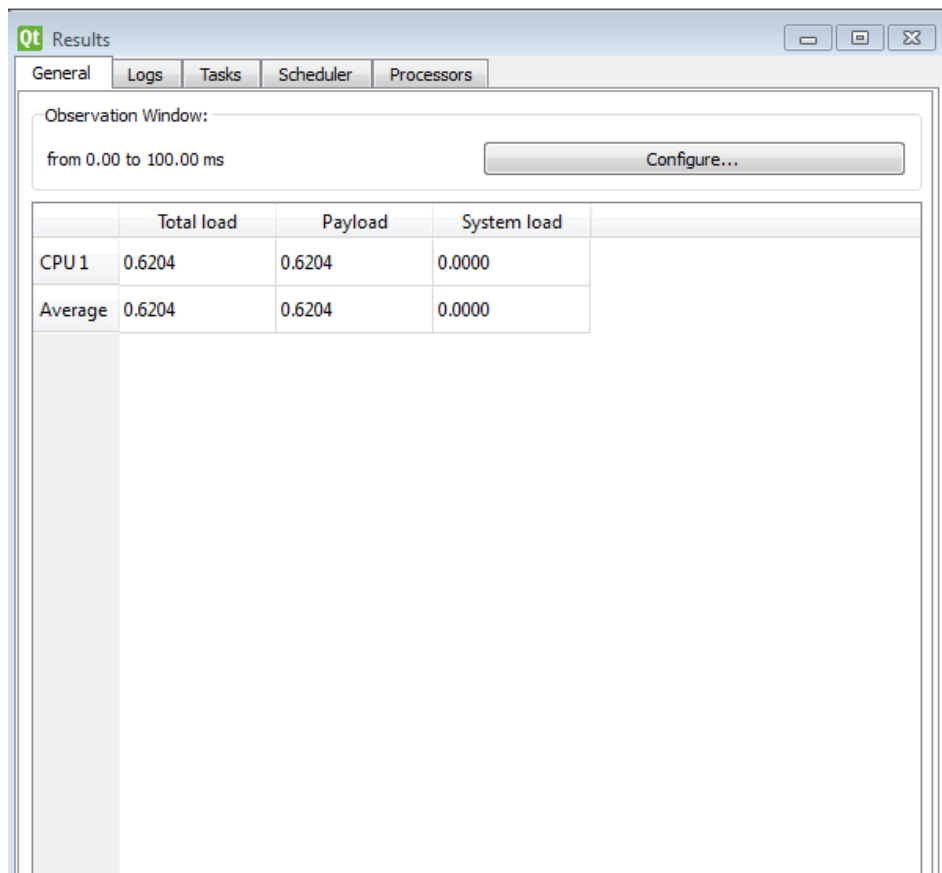 Qt Results
General Logs Tasks Scheduler Processors
Observation Window:
from 0.00 to 100.00 ms Configure...
Total load Payload System load
CPU 1 0.6204 0.6204 0.0000
Average 0.6204 0.6204 0.0000